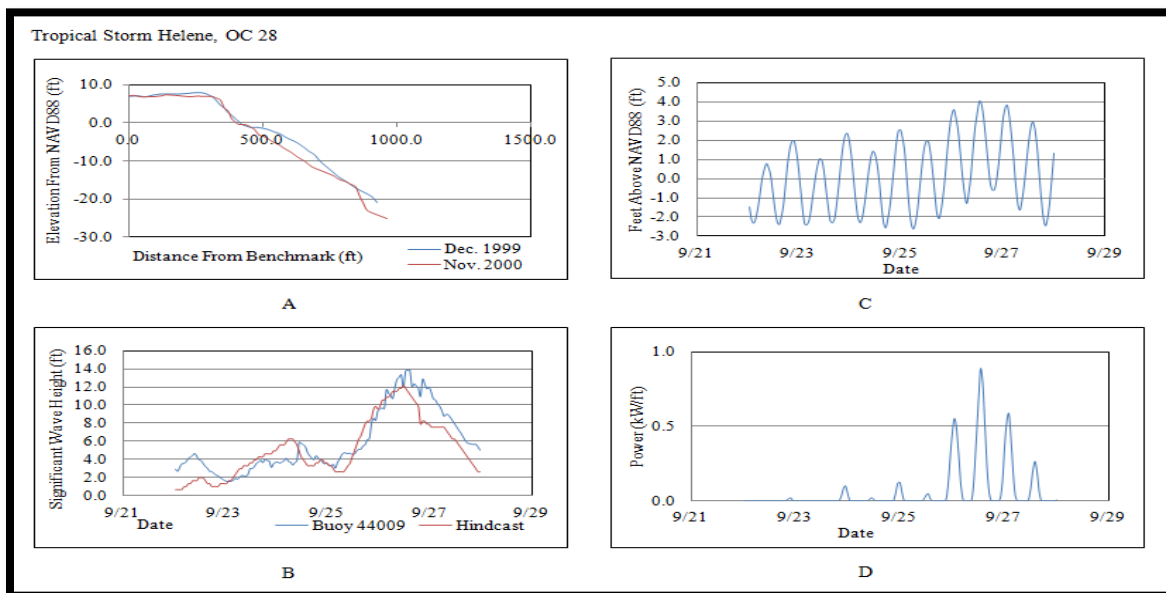 Tropical Storm Helene, OC 28
Elevation From NAVD88 (ft)
10.0
0.0
-10.0
-20.0
-30.0
0.0
500.0
1000.0
1500.0
Distance From Benchmark (ft)
Dec. 1999
Nov. 2000
A
Feet Above NAVD88 (ft)
5.0
4.0
3.0
2.0
1.0
0.0
-1.0
-2.0
-3.0
9/21
9/23
9/25
9/27
9/29
Date
C
Significant Wave Height (ft)
16.0
14.0
12.0
10.0
8.0
6.0
4.0
2.0
0.0
9/21
9/23
9/25
9/27
9/29
Date
Buoy 44009
Hindcast
B
Power (kW/ft)
1.0
0.5
0.0
9/21
9/23
9/25
9/27
9/29
Date
D